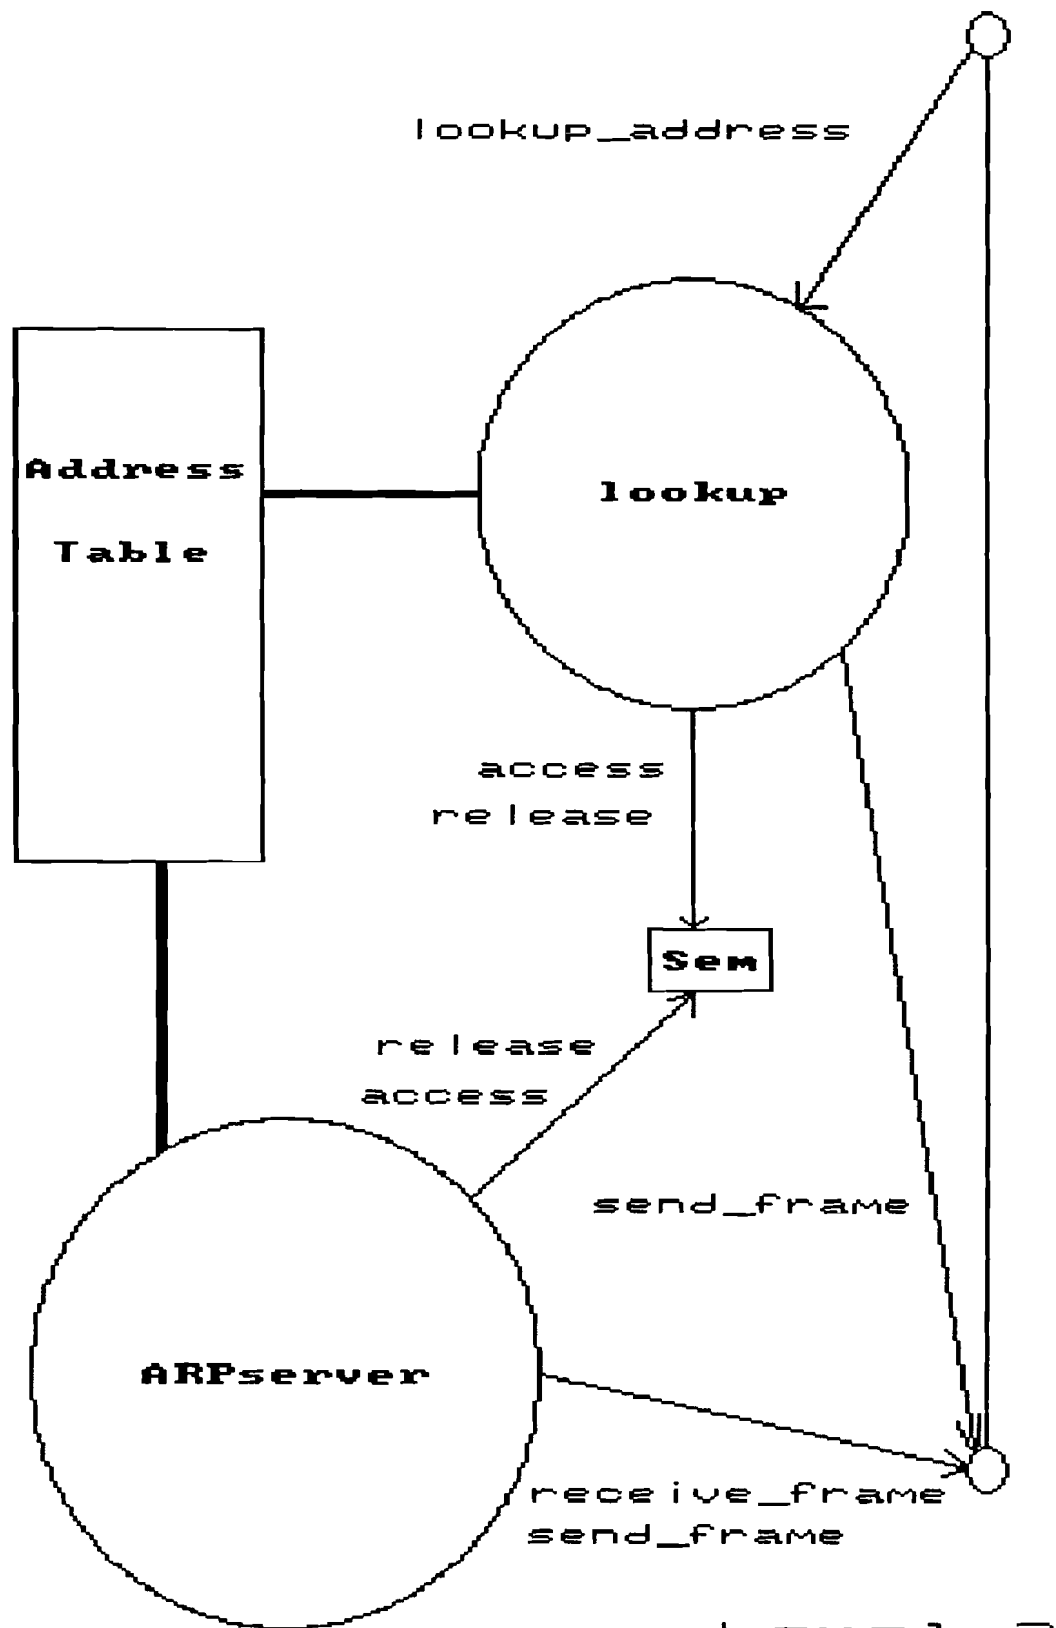 lookup_address
Address
Table
lookup
access
release
Sem
release
access
send_frame
ARPserver
receive_frame
send_frame